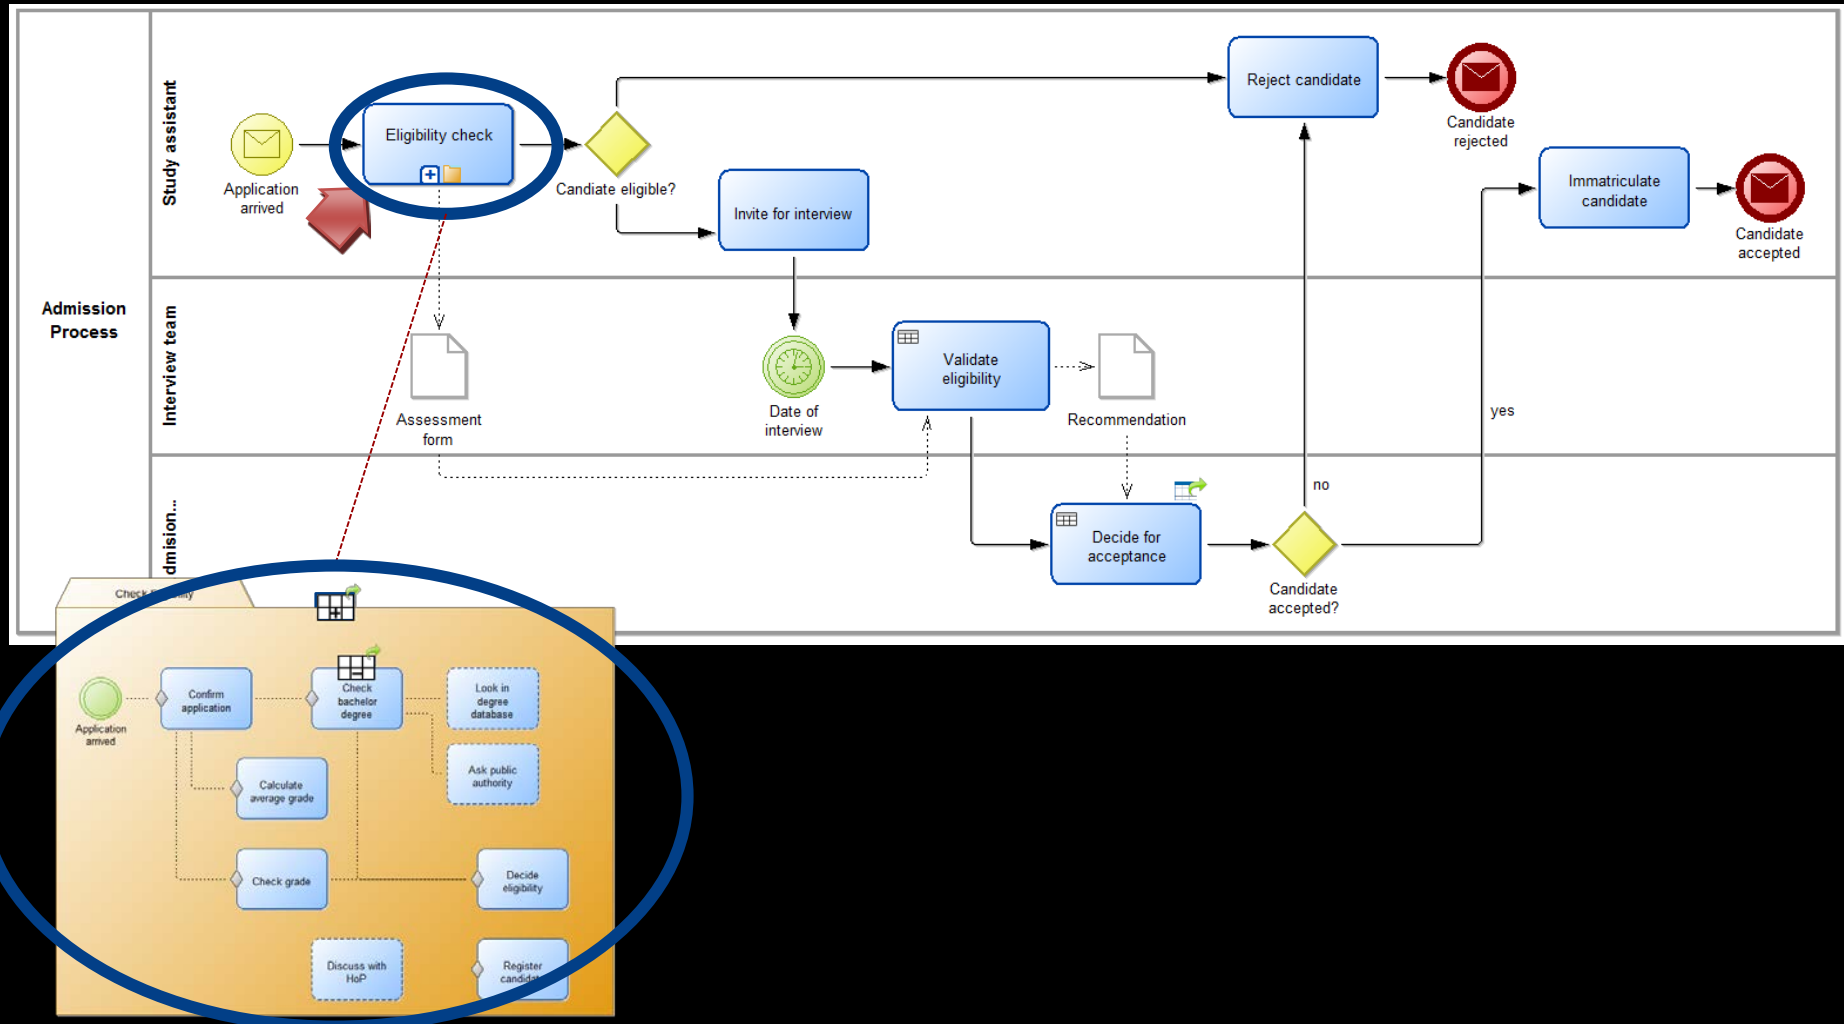 Admission
Process
Study assistant
Interview team
dmision...
Application
arrived
Eligibility check
Candiate eligible?
Invite for interview
Reject candidate
Candidate
rejected
Immatriculate
candidate
Candidate
accepted
Assessment
form
Date of
interview
Validate
eligibility
Recommendation
yes
no
Decide for
acceptance
Candidate
accepted?
Check
Application
arrived
Confirm
application
Check
bachelor
degree
Look in
degree
database
Ask public
authority
Calculate
average grade
Check grade
Decide
eligibility
Discuss with
HoP
Register
candidat